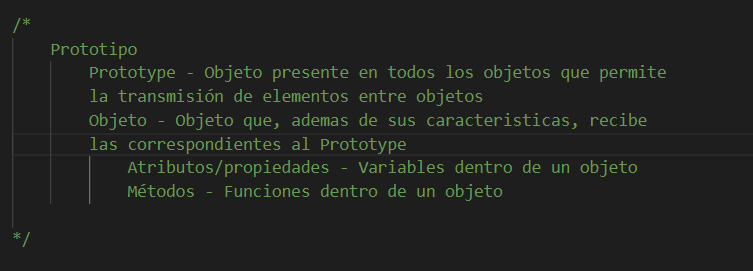 /*
Prototipo
Prototype - Objeto presente en todos los objetos que permite
la transmisión de elementos entre objetos
Objeto - Objeto que, ademas de sus caracteristicas, recibe
las correspondientes al Prototype
Atributos/propiedades - Variables dentro de un objeto
Métodos - Funciones dentro de un objeto
*/